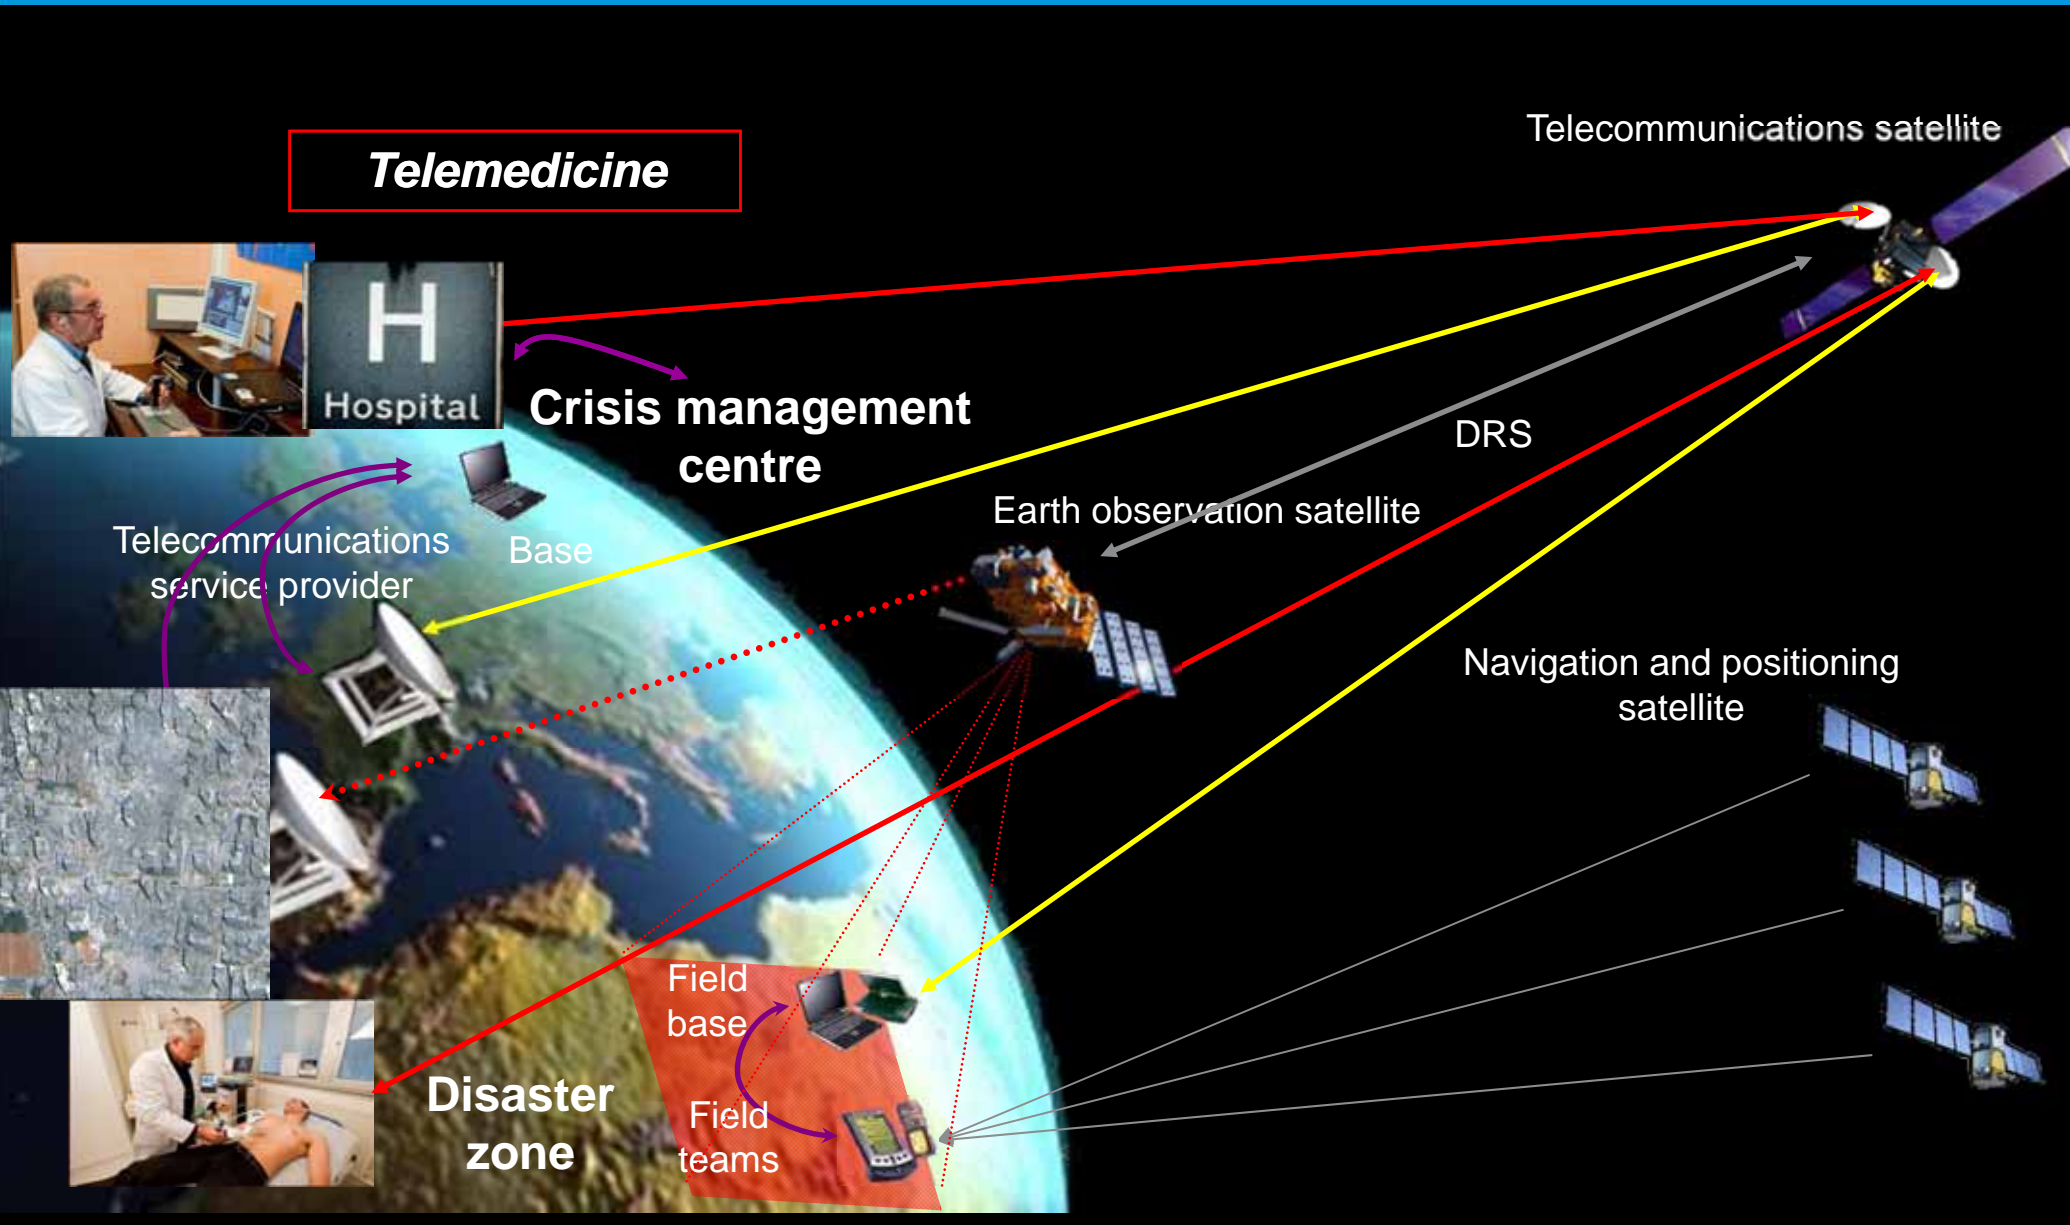 Telecommunications satellite
Telemedicine
H
Hospital
Crisis management
centre
DRS
Earth observation satellite
Telecommunications
service provider
Base
Navigation and positioning
satellite
Field
base
Disaster
zone
Field
teams